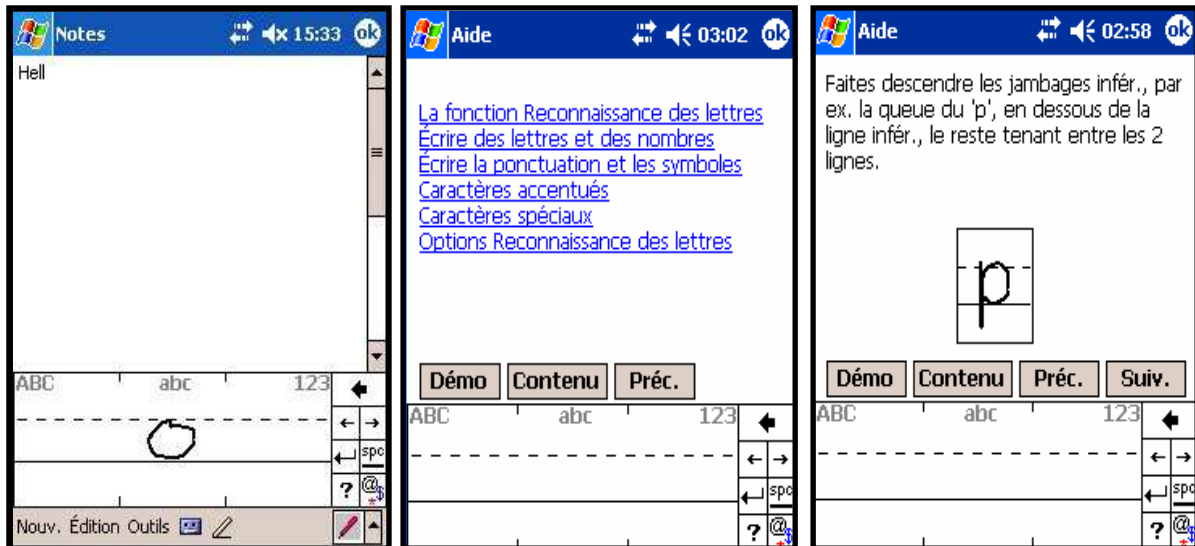 Notes 15:33 ok
Hell
ABC abc 123
spc
? @*$
Nouv. Édition Outils
Aide 03:02 ok
La fonction Reconnaissance des lettres
Écrire des lettres et des nombres
Écrire la ponctuation et les symboles
Caractères accentués
Caractères spéciaux
Options Reconnaissance des lettres
Démo Contenu Préc.
ABC abc 123
spc
? @*$
Aide 02:58 ok
Faites descendre les jambages infér., par
ex. la queue du 'p', en dessous de la
ligne infér., le reste tenant entre les 2
lignes.
p
Démo Contenu Préc. Suiv.
ABC abc 123
spc
? @*$